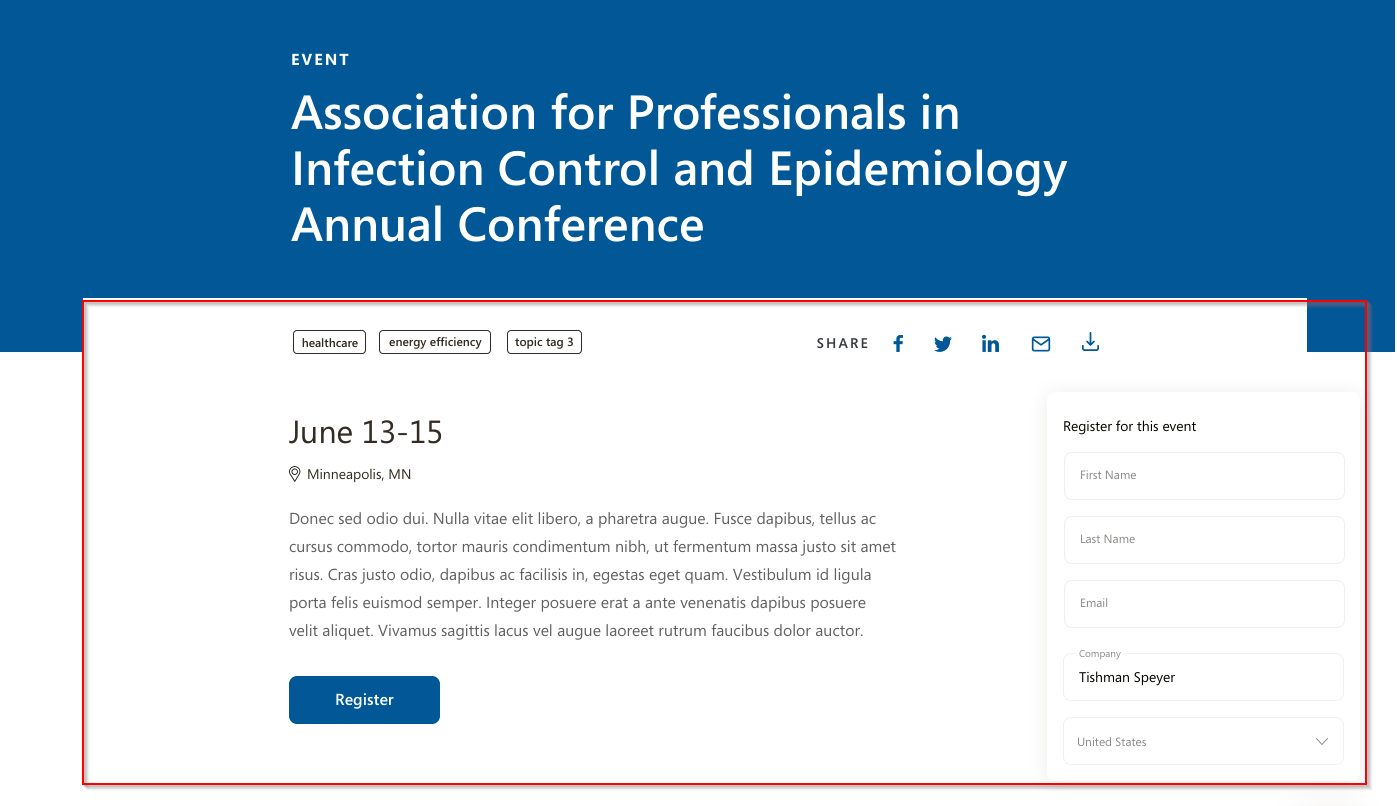 EVENT
Association for Professionals in
Infection Control and Epidemiology
Annual Conference
healthcare energy efficiency topic tag 3
SHARE
June 13-15
Minneapolis, MN
Donec sed odio dui. Nulla vitae elit libero, a pharetra augue. Fusce dapibus, tellus ac
cursus commodo, tortor mauris condimentum nibh, ut fermentum massa justo sit amet
risus. Cras justo odio, dapibus ac facilisis in, egestas eget quam. Vestibulum id ligula
porta felis euismod semper. Integer posuere erat a ante venenatis dapibus posuere
velit aliquet. Vivamus sagittis lacus vel augue laoreet rutrum faucibus dolor auctor.
Register
Register for this event
First Name
Last Name
Email
Company
Tishman Speyer
United States